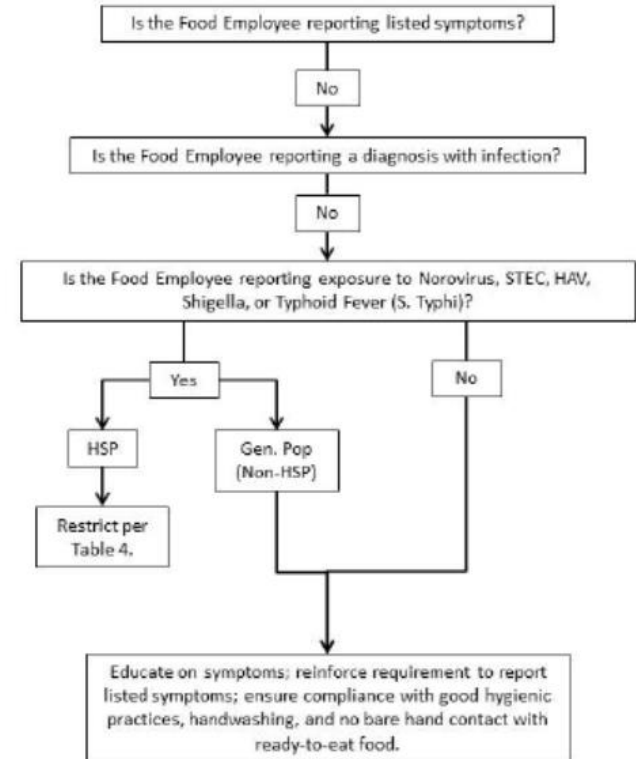 Is the Food Employee reporting listed symptoms?
No
Is the Food Employee reporting a diagnosis with infection?
No
Is the Food Employee reporting exposure to Norovirus, STEC, HAV,
Shigella, or Typhoid Fever (S. Typhi)?
Yes
No
HSP
Gen. Pop
(Non-HSP)
Restrict per
Table 4.
Educate on symptoms; reinforce requirement to report
listed symptoms; ensure compliance with good hygienic
practices, handwashing, and no bare hand contact with
ready-to-eat food.